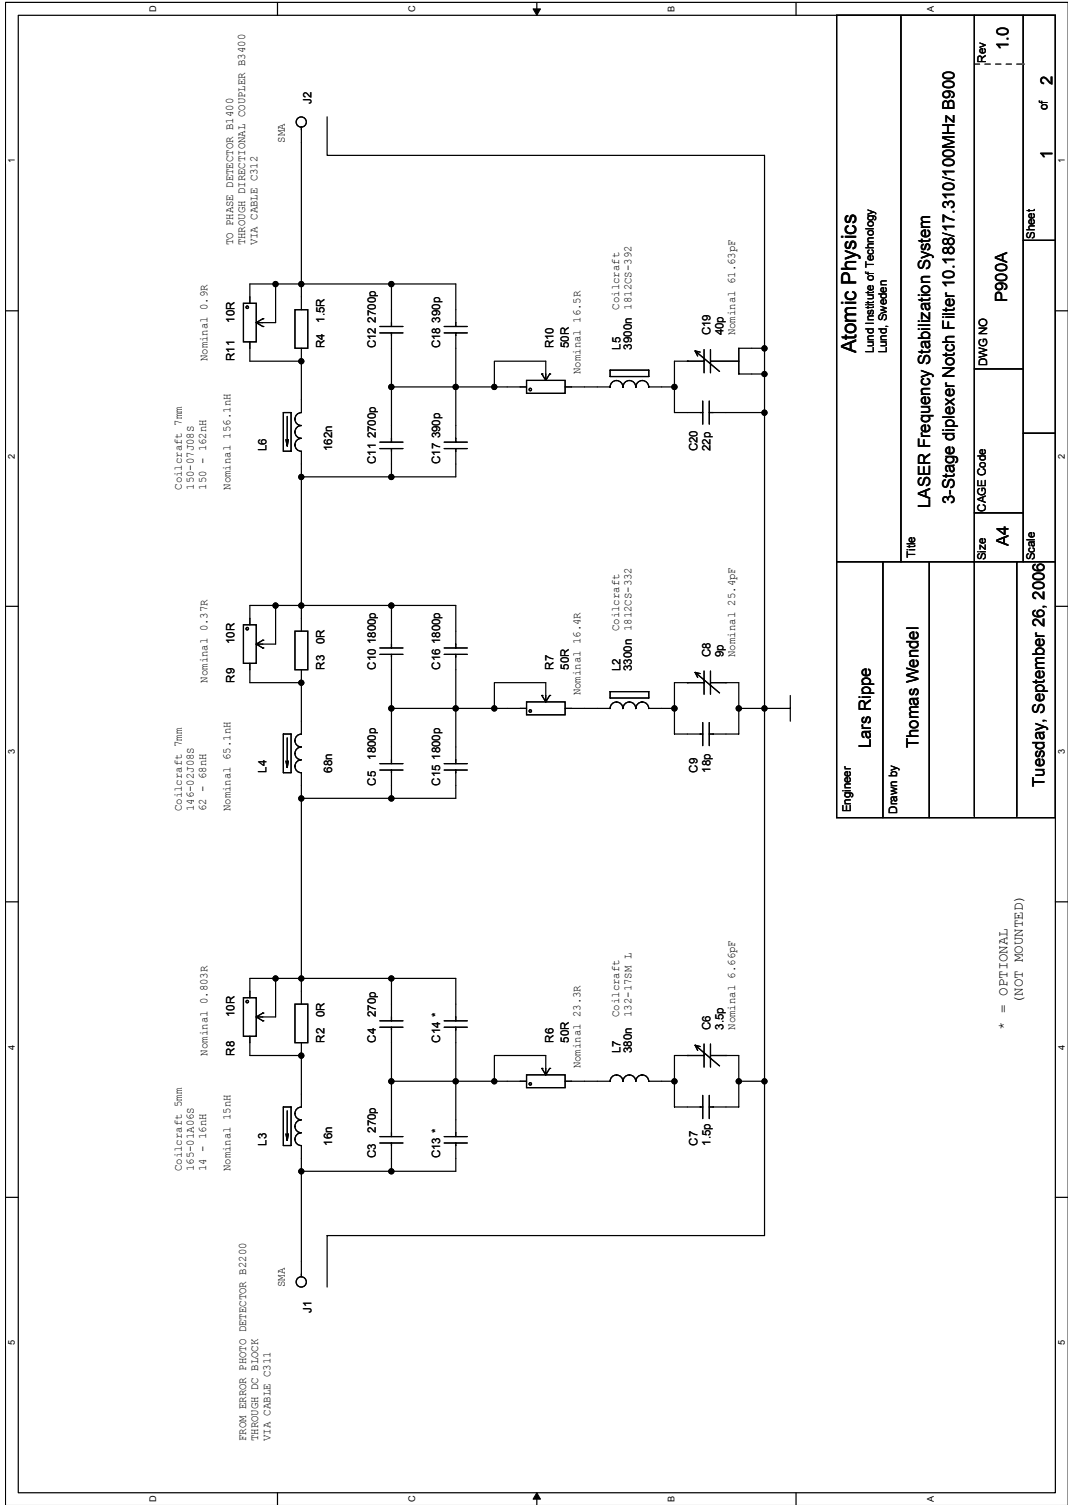 5
4
3
2
1
D
C
B
A
FROM ERROR PHOTO DETECTOR B2200
THROUGH DC BLOCK
VIA CABLE C311
SMA
J1
Coilcraft 5mm
165-01A06S
14 - 16nH
Nominal 15nH
L3
16n
Nominal 0.803R
R8
10R
R2 0R
C3 270p
C4 270p
C13 *
C14 *
R6
50R
Nominal 23.3R
L7
380n
Coilcraft
132-17SM L
C7
1.5p
C6
3.5p
Nominal 6.66pF
Coilcraft 7mm
146-02J08S
62 - 68nH
Nominal 65.1nH
L4
68n
Nominal 0.37R
R9
10R
R3 0R
C5 1800p
C10 1800p
C15 1800p
C16 1800p
R7
50R
Nominal 16.4R
L2
3300n
Coilcraft
1812CS-332
C9
18p
C8
9p
Nominal 25.4pF
Coilcraft 7mm
150-07J08S
150 - 162nH
Nominal 156.1nH
L6
162n
Nominal 0.9R
R11
10R
R4 1.5R
C11 2700p
C12 2700p
C17 390p
C18 390p
R10
50R
Nominal 16.5R
L5
3900n
Coilcraft
1812CS-392
C20
22p
C19
40p
Nominal 61.63pF
TO PHASE DETECTOR B1400
THROUGH DIRECTIONAL COUPLER B3400
VIA CABLE C312
SMA
J2
* = OPTIONAL
(NOT MOUNTED)
Engineer
Lars Rippe
Drawn by
Thomas Wendel
Tuesday, September 26, 2006
Atomic Physics
Lund Institute of Technology
Lund, Sweden
Title
LASER Frequency Stabilization System
3-Stage diplexer Notch Filter 10.188/17.310/100MHz B900
Size
A4
CAGE Code
DWG NO
P900A
Rev
1.0
Scale
Sheet
1 of 2
5
4
3
2
1
D
C
B
A